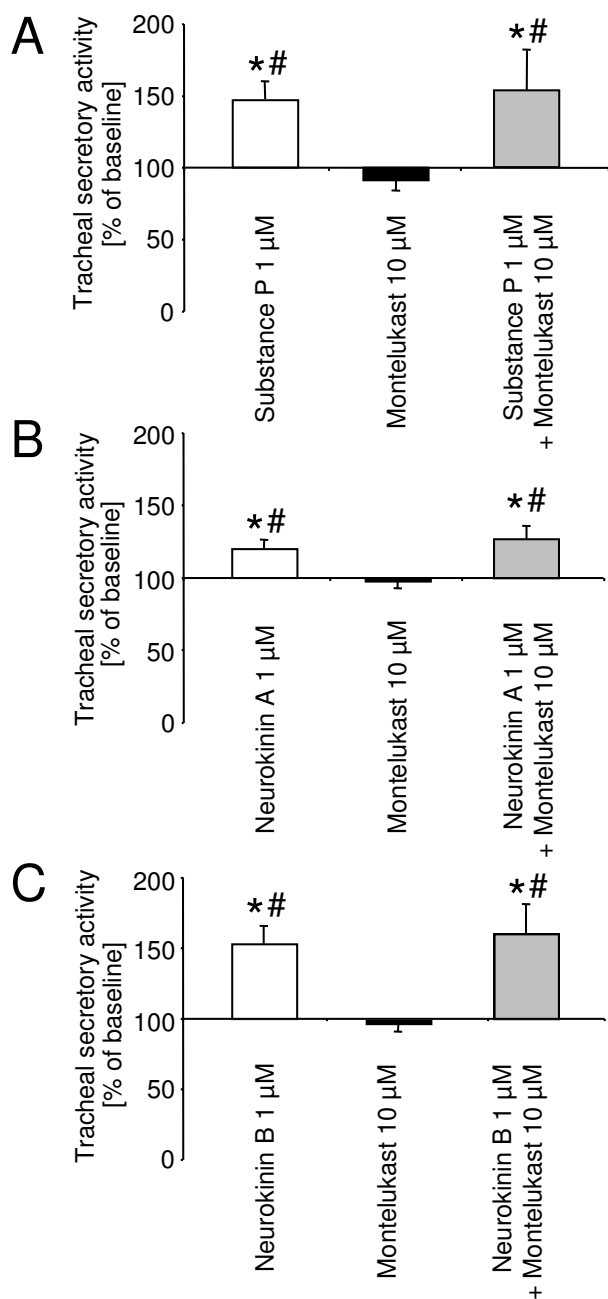 A
Tracheal secretory activity
[% of baseline]
200
150
100
50
0
*#
*#
Substance P 1 µM
Montelukast 10 µM
Substance P 1 µM
+ Montelukast 10 µM
B
Tracheal secretory activity
[% of baseline]
200
150
100
50
0
*#
*#
Neurokinin A 1 µM
Montelukast 10 µM
Neurokinin A 1 µM
+ Montelukast 10 µM
C
Tracheal secretory activity
[% of baseline]
200
150
100
50
0
*#
*#
Neurokinin B 1 µM
Montelukast 10 µM
Neurokinin B 1 µM
+ Montelukast 10 µM